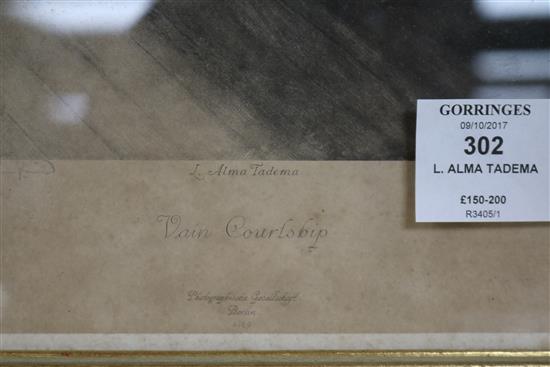 L. Alma Tadema
Vain Courtship
Photographische Gesellschaft
Berlin
GORRINGES
09/10/2017
302
L. ALMA TADEMA
£150-200
R3405/1